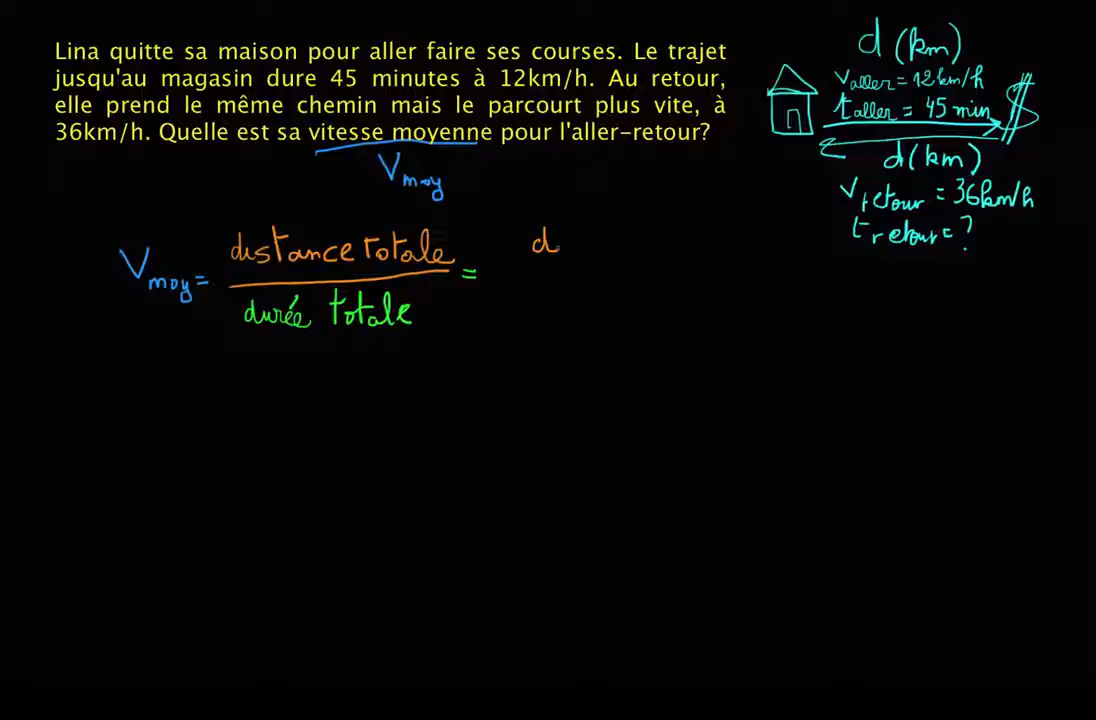 Lina quitte sa maison pour aller faire ses courses. Le trajet
jusqu'au magasin dure 45 minutes à 12km/h. Au retour,
elle prend le même chemin mais le parcourt plus vite, à
36km/h. Quelle est sa vitesse moyenne pour l'aller-retour?
Vmoy
Vmoy = distance totale / durée totale = d
d (km)
Valler = 12km/h
taller = 45 min
$
d (km)
Vretour = 36km/h
tretour = ?